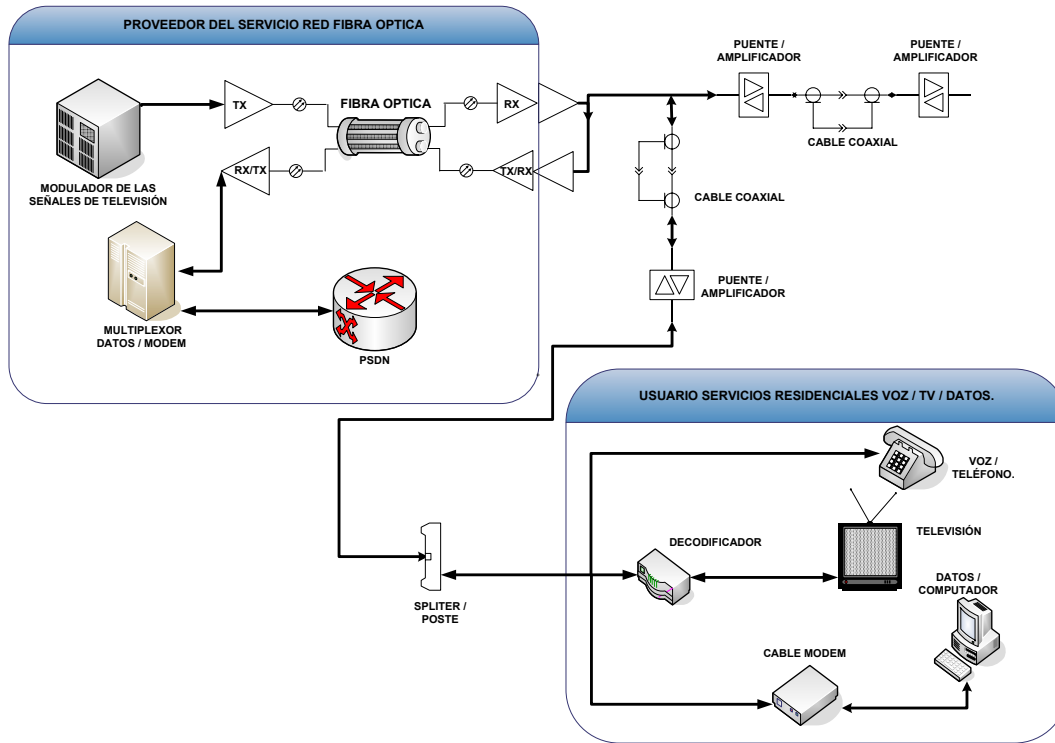 PROVEEDOR DEL SERVICIO RED FIBRA OPTICA
PUENTE /
AMPLIFICADOR
PUENTE /
AMPLIFICADOR
TX
FIBRA OPTICA
RX
CABLE COAXIAL
RX/TX
TX/RX
MODULADOR DE LAS
SEÑALES DE TELEVISIÓN
CABLE COAXIAL
PUENTE /
AMPLIFICADOR
MULTIPLEXOR
DATOS / MODEM
PSDN
USUARIO SERVICIOS RESIDENCIALES VOZ / TV / DATOS.
VOZ /
TELÉFONO.
DECODIFICADOR
TELEVISIÓN
DATOS /
COMPUTADOR
SPLITER /
POSTE
CABLE MODEM